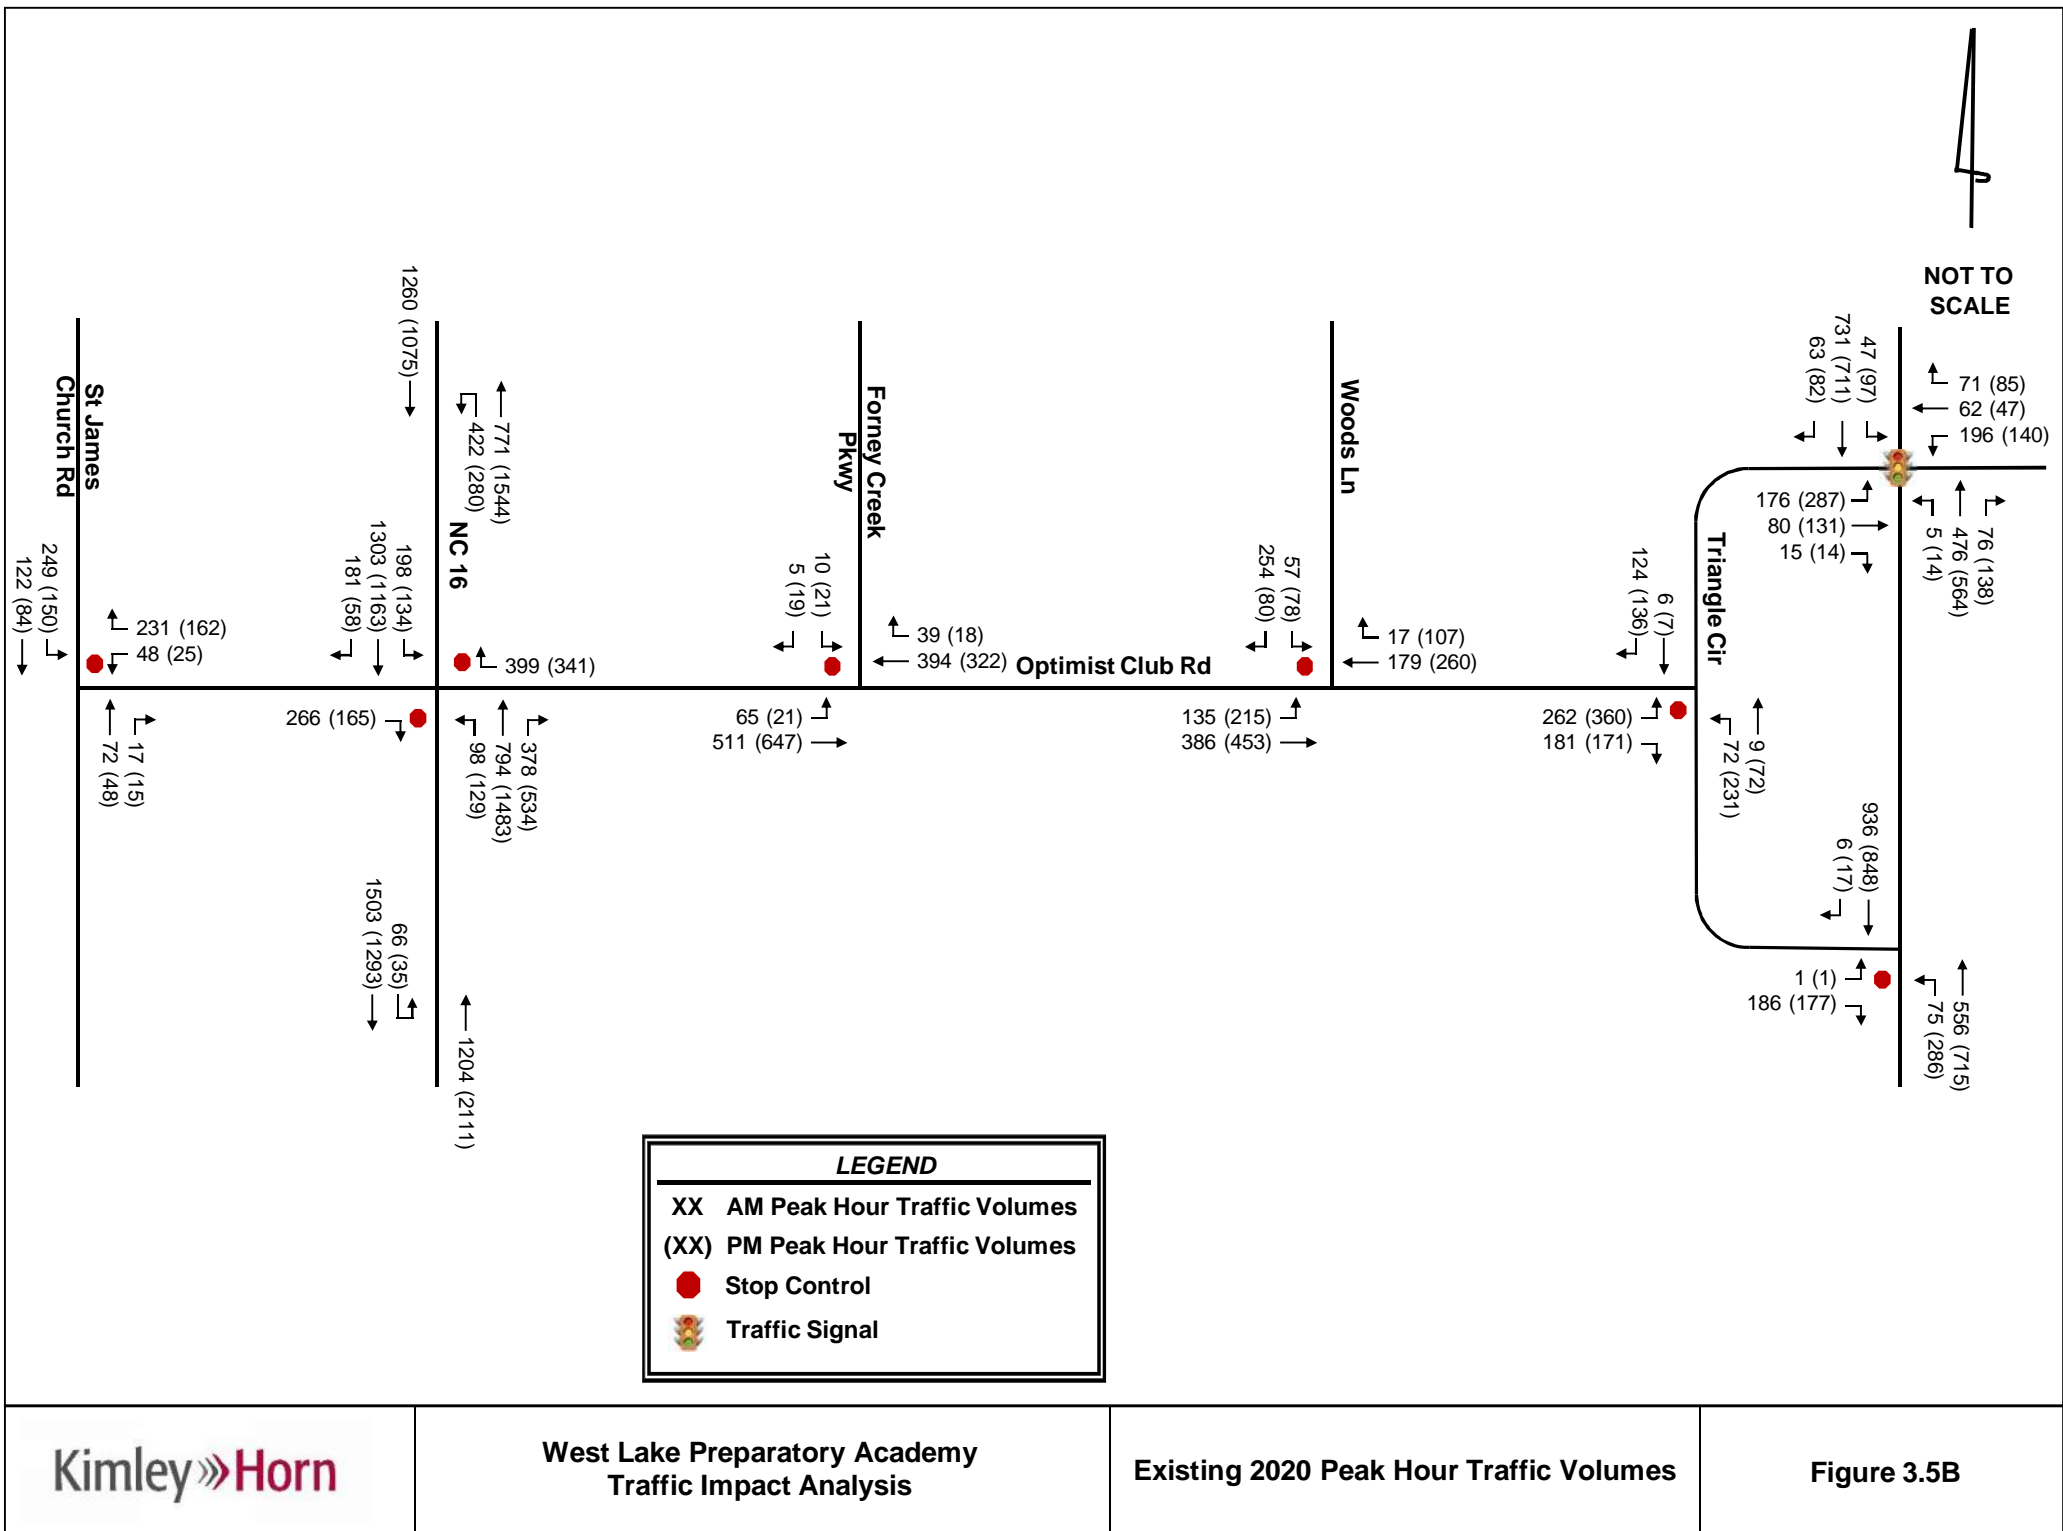 NOT TO
SCALE
1260 (1075)
771 (1544)
422 (280)
47 (97)
731 (711)
63 (82)
71 (85)
62 (47)
196 (140)
St James
Church Rd
NC 16
Forney Creek
Pkwy
Woods Ln
Triangle Cir
176 (287)
80 (131)
15 (14)
5 (14)
476 (564)
76 (138)
249 (150)
122 (84)
231 (162)
48 (25)
198 (134)
1303 (1163)
181 (58)
399 (341)
10 (21)
5 (19)
39 (18)
394 (322)
Optimist Club Rd
57 (78)
254 (80)
17 (107)
179 (260)
6 (7)
124 (136)
17 (15)
72 (48)
266 (165)
98 (129)
794 (1483)
378 (534)
65 (21)
511 (647)
135 (215)
386 (453)
262 (360)
181 (171)
9 (72)
72 (231)
936 (848)
6 (17)
66 (35)
1503 (1293)
1204 (2111)
1 (1)
186 (177)
556 (715)
75 (286)
LEGEND
XX AM Peak Hour Traffic Volumes
(XX) PM Peak Hour Traffic Volumes
Stop Control
Traffic Signal
Kimley»Horn
West Lake Preparatory Academy
Traffic Impact Analysis
Existing 2020 Peak Hour Traffic Volumes
Figure 3.5B